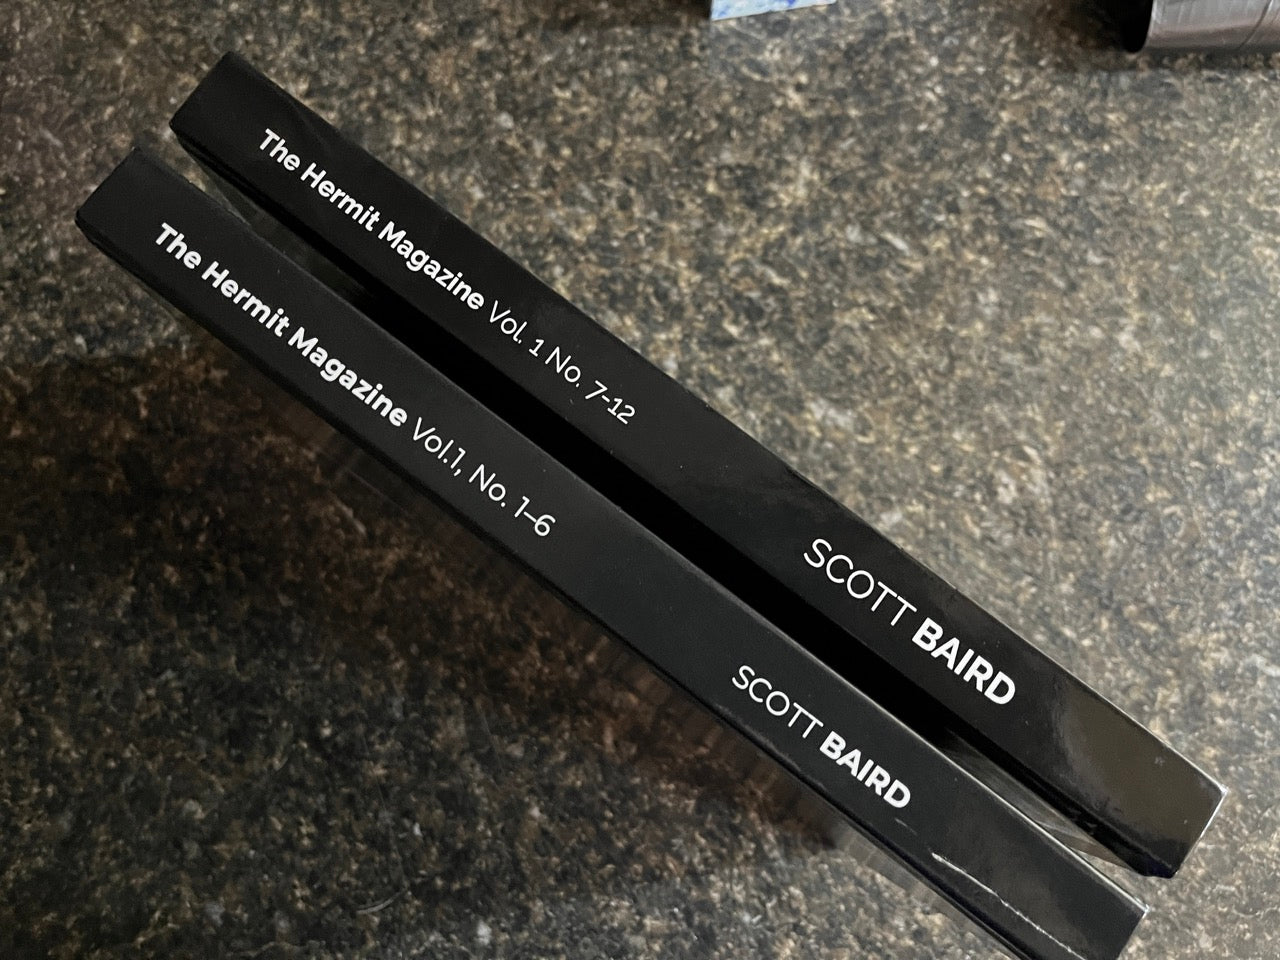 The Hermit Magazine Vol. 1 No. 7-12 SCOTT BAIRD
The Hermit Magazine Vol.1, No. 1–6 SCOTT BAIRD